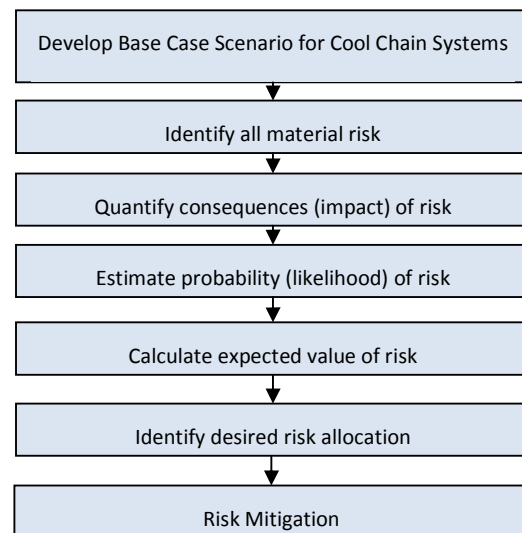 Develop Base Case Scenario for Cool Chain Systems
Identify all material risk
Quantify consequences (impact) of risk
Estimate probability (likelihood) of risk
Calculate expected value of risk
Identify desired risk allocation
Risk Mitigation